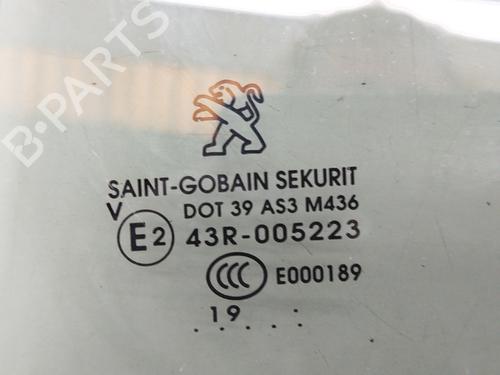 B-PARTS
SAINT-GOBAIN SEKURIT
V DOT 39 AS3 M436
E2 43R-005223
CCC E000189
19
. . . . . . . .